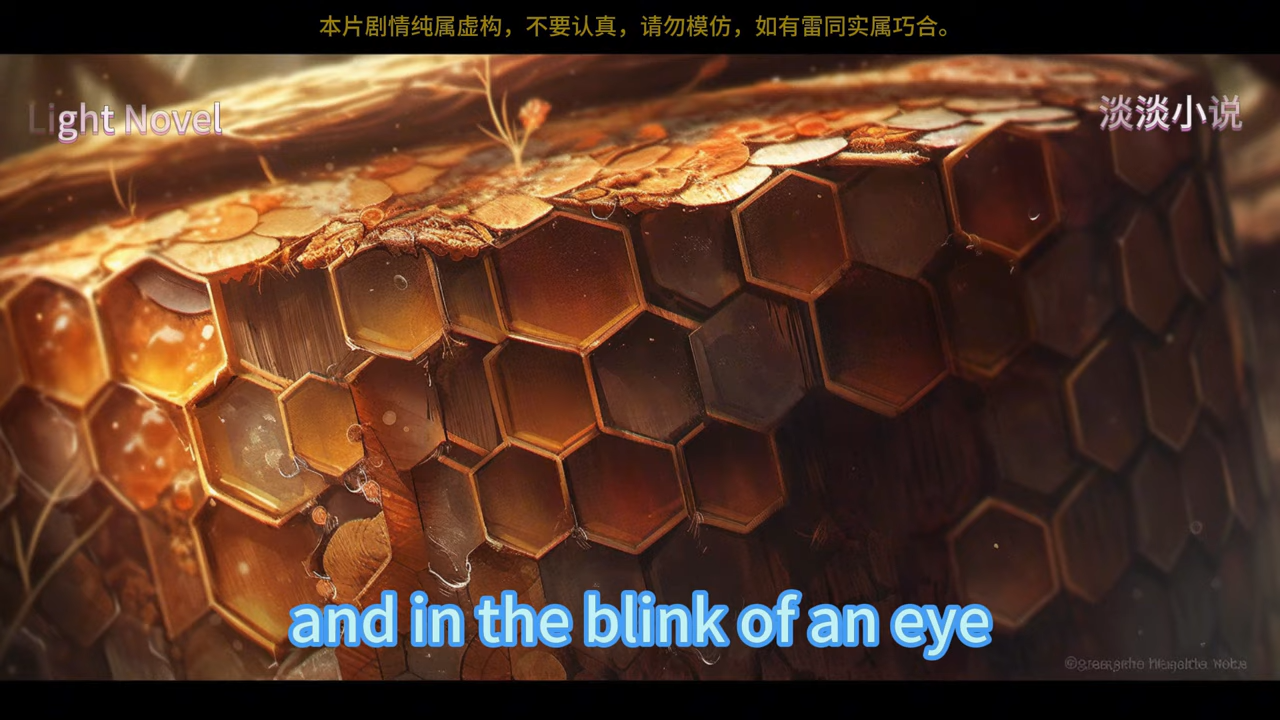 本片剧情纯属虚构，不要认真，请勿模仿，如有雷同实属巧合。
Light Novel
淡淡小说
and in the blink of an eye